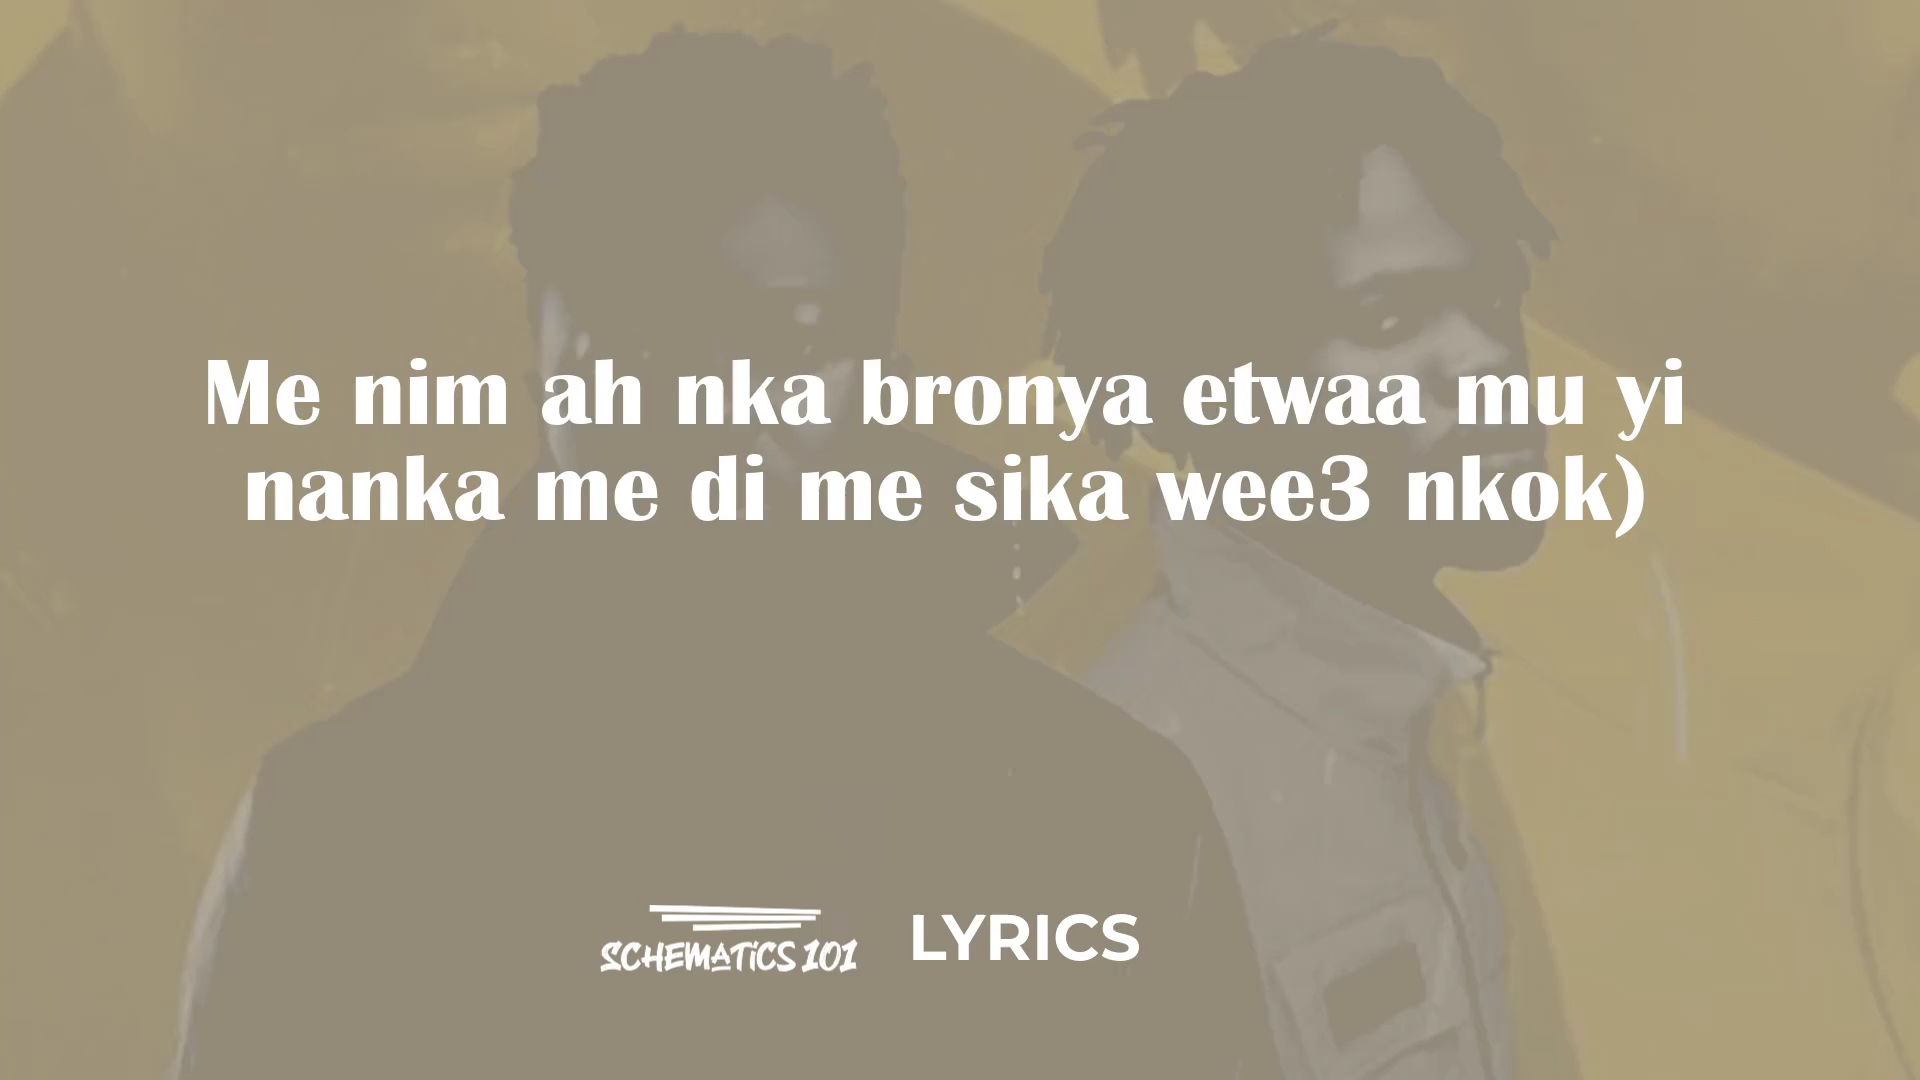 Me nim ah nka bronya etwaa mu yi
nanka me di me sika wee3 nkok)
SCHEMATICS 101
LYRICS